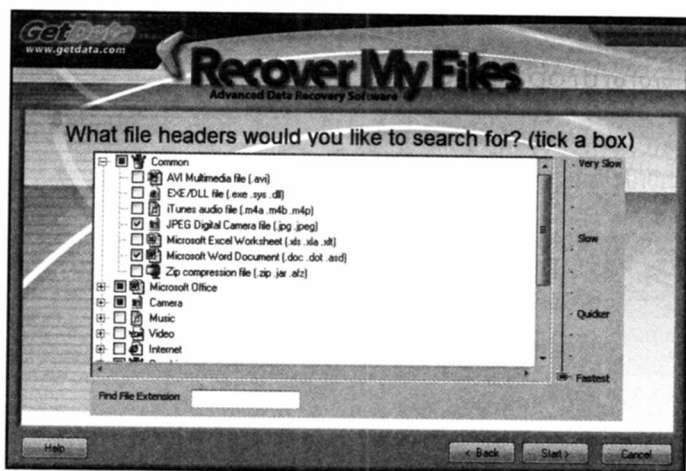 GetData
www.getdata.com
Recover My Files
Advanced Data Recovery Software
What file headers would you like to search for? (tick a box)
Common
AVI Multimedia file (.avi)
EXE/DLL file (.exe .sys .dll)
iTunes audio file (.m4a .m4b .m4p)
JPEG Digital Camera file (.jpg .jpeg)
Microsoft Excel Worksheet (.xls .xla .xlt)
Microsoft Word Document (.doc .dot .asd)
Zip compression file (.zip .jar .alz)
Microsoft Office
Camera
Music
Video
Internet
Very Slow
Slow
Quicker
Fastest
Find File Extension
Help
< Back
Start >
Cancel